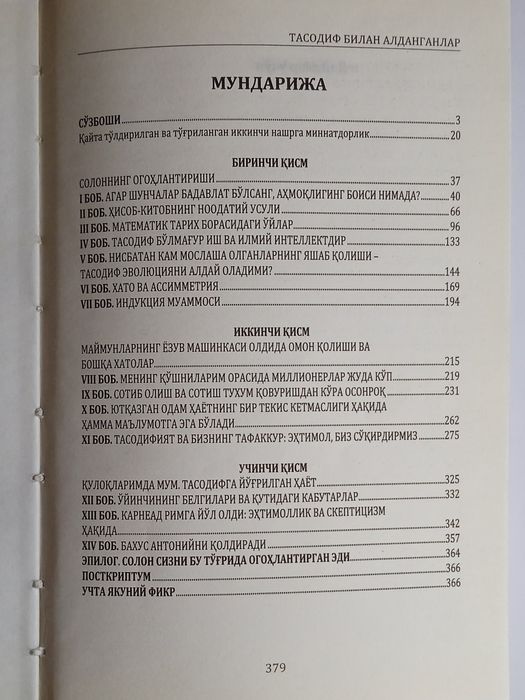 ТАСОДИФ БИЛАН АЛДАНГАНЛАР
МУНДАРИЖА
СЎЗБОШИ....3
Қайта тўлдирилган ва тўғриланган иккинчи нашрга миннатдорлик....20
БИРИНЧИ ҚИСМ
СОЛОННИНГ ОГОҲЛАНТИРИШИ....37
I БОБ. АГАР ШУНЧАЛАР БАДАВЛАТ БЎЛСАНГ, АҲМОҚЛИГИНГ БОИСИ НИМАДА?....40
II БОБ. ҲИСОБ-КИТОБНИНГ НООДАТИЙ УСУЛИ....66
III БОБ. МАТЕМАТИК ТАРИХ БОРАСИДАГИ ЎЙЛАР....96
IV БОБ. ТАСОДИФ БЎЛМАҒУР ИШ ВА ИЛМИЙ ИНТЕЛЛЕКТДИР....133
V БОБ. НИСБАТАН КАМ МОСЛАША ОЛГАНЛАРНИНГ ЯШАБ ҚОЛИШИ –
ТАСОДИФ ЭВОЛЮЦИЯНИ АЛДАЙ ОЛАДИМИ?....144
VI БОБ. ХАТО ВА АССИММЕТРИЯ....169
VII БОБ. ИНДУКЦИЯ МУАММОСИ....194
ИККИНЧИ ҚИСМ
МАЙМУНЛАРНИНГ ЁЗУВ МАШИНКАСИ ОЛДИДА ОМОН ҚОЛИШИ ВА
БОШҚА ХАТОЛАР....215
VIII БОБ. МЕНИНГ ҚЎШНИЛАРИМ ОРАСИДА МИЛЛИОНЕРЛАР ЖУДА КЎП....219
IX БОБ. СОТИБ ОЛИШ ВА СОТИШ ТУХУМ ҚОВУРИШДАН КЎРА ОСОНРОҚ....231
X БОБ. ЮТҚАЗГАН ОДАМ ҲАЁТНИНГ БИР ТЕКИС КЕТМАСЛИГИ ҲАҚИДА
ҲАММА МАЪЛУМОТГА ЭГА БЎЛАДИ....262
XI БОБ. ТАСОДИФИЯТ ВА БИЗНИНГ ТАФАККУР: ЭҲТИМОЛ, БИЗ СЎҚИРДИРМИЗ....275
УЧИНЧИ ҚИСМ
ҚУЛОҚЛАРИМДА МУМ. ТАСОДИФГА ЙЎҒРИЛГАН ҲАЁТ....325
XII БОБ. ЎЙИНЧИНИНГ БЕЛГИЛАРИ ВА ҚУТИДАГИ КАБУТАРЛАР....332
XIII БОБ. КАРНЕАД РИМГА ЙЎЛ ОЛДИ: ЭҲТИМОЛЛИК ВА СКЕПТИЦИЗМ
ҲАҚИДА....342
XIV БОБ. БАХУС АНТОНИЙНИ ҚОЛДИРАДИ....357
ЭПИЛОГ. СОЛОН СИЗНИ БУ ТЎҒРИДА ОГОҲЛАНТИРГАН ЭДИ....364
ПОСТКРИПТУМ....366
УЧТА ЯКУНИЙ ФИКР....366
379